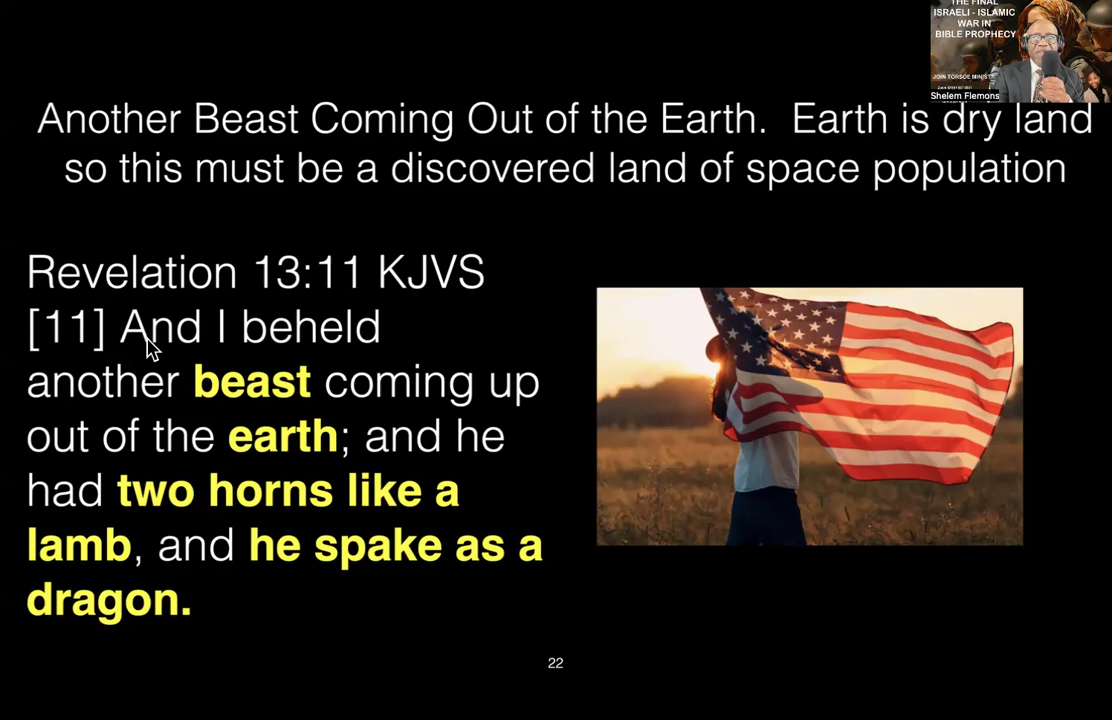 THE FINAL
ISRAELI - ISLAMIC
WAR IN
BIBLE PROPHECY
Shelem Flemons
Another Beast Coming Out of the Earth. Earth is dry land
so this must be a discovered land of space population
Revelation 13:11 KJVS
[11] And I beheld
another beast coming up
out of the earth; and he
had two horns like a
lamb, and he spake as a
dragon.
22